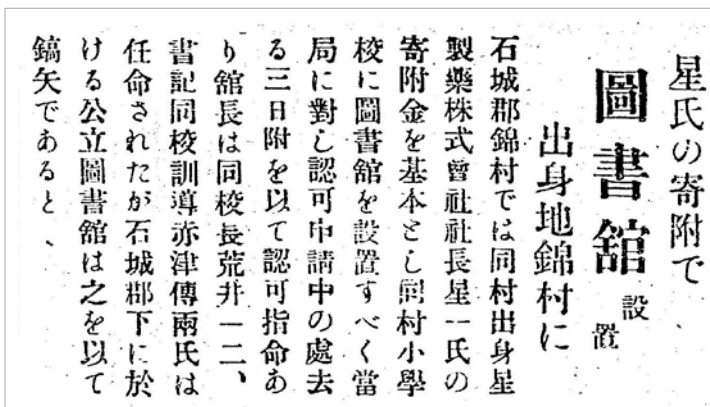 星氏の寄附で
圖書舘設置
出身地錦村に
石城郡錦村では同村出身星
製藥株式會社社長星一氏の
寄附金を基本とし同村小學
校に圖書舘を設置すべく當
局に對し認可申請中の處去
る三日附を以て認可指命あ
り舘長は同校長荒井一二、
書記同校訓導赤津傳兩氏は
任命されたが石城郡下に於
ける公立圖書舘は之を以て
鏑矢であると、